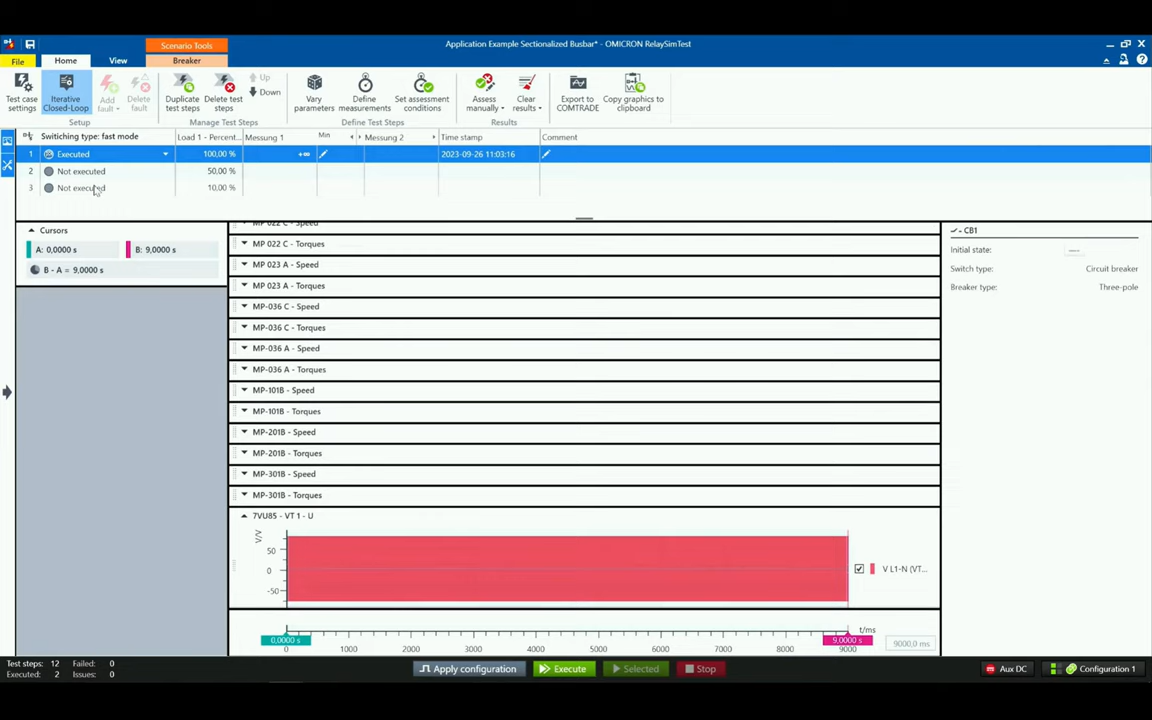 Scenario Tools
Application Example Sectionalized Busbar* - OMICRON RelaySimTest
File Home View Breaker
Test case settings
Iterative Closed-Loop
Add fault
Delete fault
Up
Down
Setup
Duplicate test steps
Delete test steps
Manage Test Steps
Vary parameters
Define measurements
Set assessment conditions
Define Test Steps
Assess manually
Clear results
Results
Export to COMTRADE
Copy graphics to clipboard
Switching type: fast mode Load 1 - Percent... Messung 1 Min Messung 2 Time stamp Comment
1 Executed 100,00 % +∞ 2023-09-26 11:03:16
2 Not executed 50,00 %
3 Not executed 10,00 %
Cursors
A: 0,0000 s B: 9,0000 s
B - A = 9,0000 s
MP 022 C - Speed
MP 022 C - Torques
MP 023 A - Speed
MP 023 A - Torques
MP-036 C - Speed
MP-036 C - Torques
MP-036 A - Speed
MP-036 A - Torques
MP-101B - Speed
MP-101B - Torques
MP-201B - Speed
MP-201B - Torques
MP-301B - Speed
MP-301B - Torques
7VU85 - VT 1 - U
V/V
50
0
-50
V L1-N (VT...
t/ms
0,0000 s 9,0000 s
0 1000 2000 3000 4000 5000 6000 7000 8000 9000
9000,0 ms
CB1
Initial state: ----
Switch type: Circuit breaker
Breaker type: Three-pole
Test steps: 12 Failed: 0
Executed: 2 Issues: 0
Apply configuration Execute Selected Stop
Aux DC Configuration 1